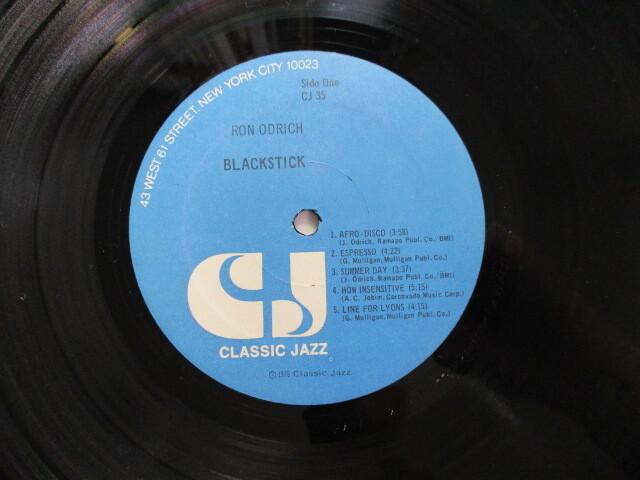 43 WEST 61 STREET, NEW YORK CITY 10023
Side One
CJ 35
RON ODRICH
BLACKSTICK
1. AFRO-DISCO (3:58)
(J. Odrich, Ramapo Publ. Co./BMI)
2. ESPRESSO (4:22)
(G. Mulligan, Mulligan Publ. Co.)
3. SUMMER DAY (3:37)
(J. Odrich, Ramapo Publ. Co./BMI)
4. HOW INSENSITIVE (5:15)
(A. C. Jobim, Corcovado Music Corp.)
5. LINE FOR LYONS (4:15)
(G. Mulligan, Mulligan Publ. Co.)
CJ
CLASSIC JAZZ
Ⓟ 1978 Classic Jazz